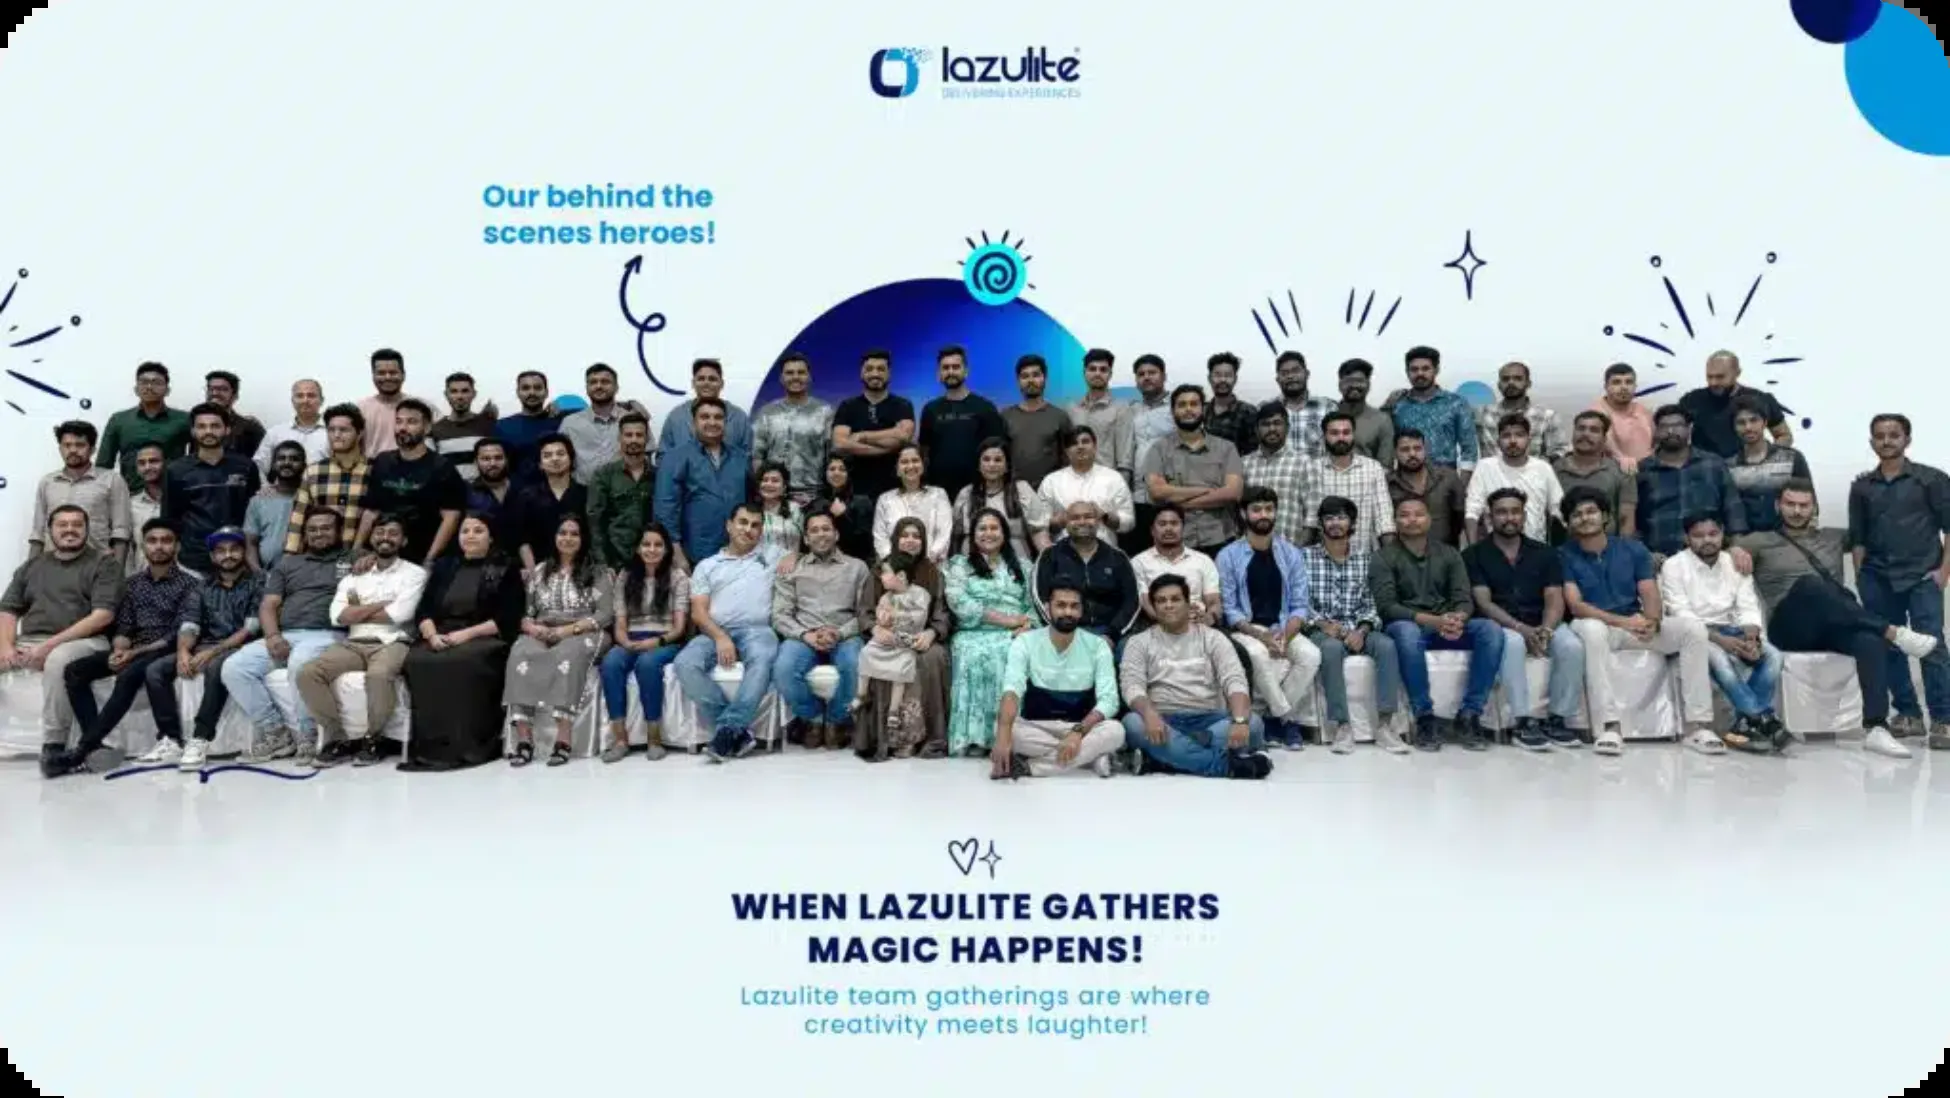 lazulite
DELIVERING EXPERIENCES
Our behind the
scenes heroes!
WHEN LAZULITE GATHERS
MAGIC HAPPENS!
Lazulite team gatherings are where
creativity meets laughter!